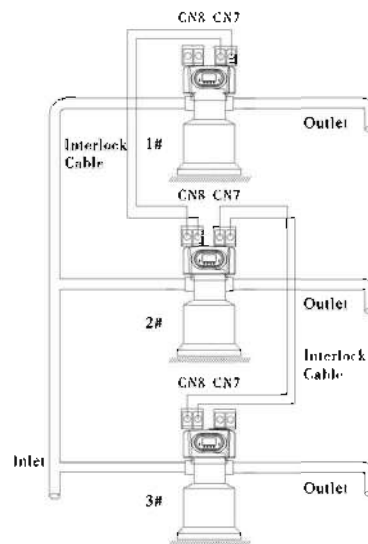 CN8 CN7
Outlet
Interlock
Cable
1#
CN8 CN7
Outlet
2#
Interlock
Cable
CN8 CN7
Inlet
Outlet
3#